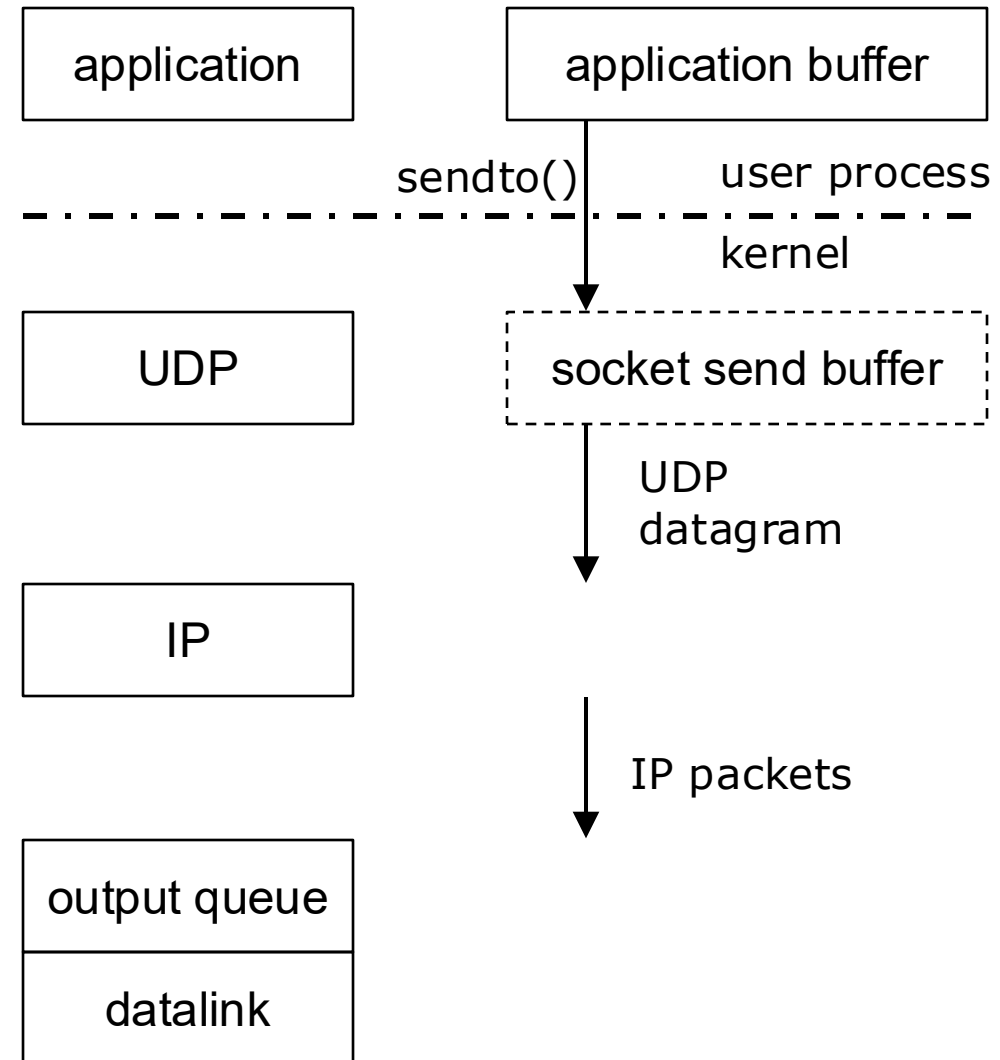 application
application buffer
sendto()
user process
kernel
UDP
socket send buffer
UDP
datagram
IP
IP packets
output queue
datalink